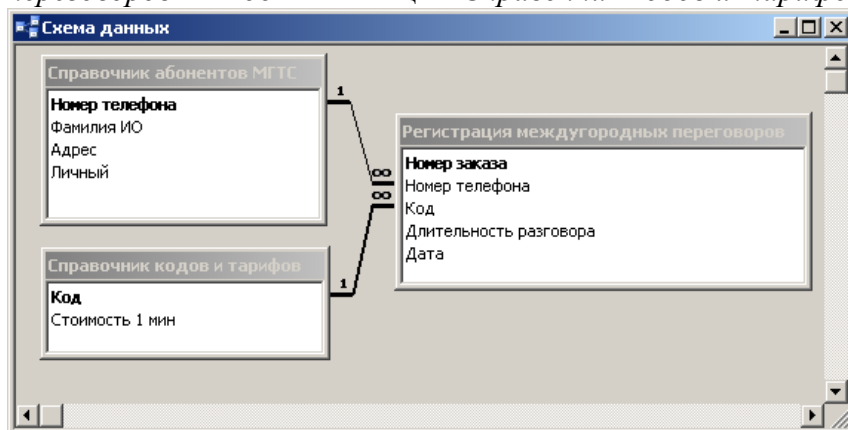 Схема данных
Справочник абонентов МГТС
Номер телефона
Фамилия ИО
Адрес
Личный
1
Регистрация междугородных переговоров
Номер заказа
Номер телефона
Код
Длительность разговора
Дата
∞
∞
Справочник кодов и тарифов
Код
Стоимость 1 мин
1